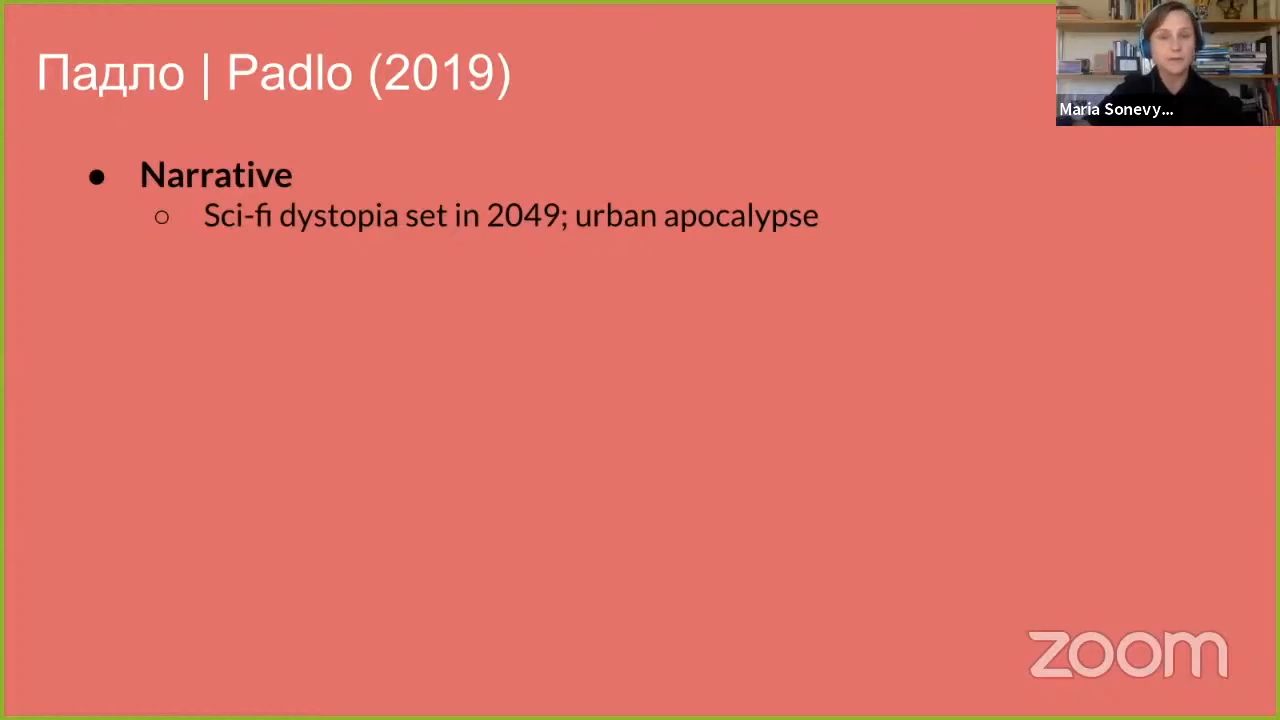 Падло | Padlo (2019)
Maria Sonevy...
● Narrative
○ Sci-fi dystopia set in 2049; urban apocalypse
zoom